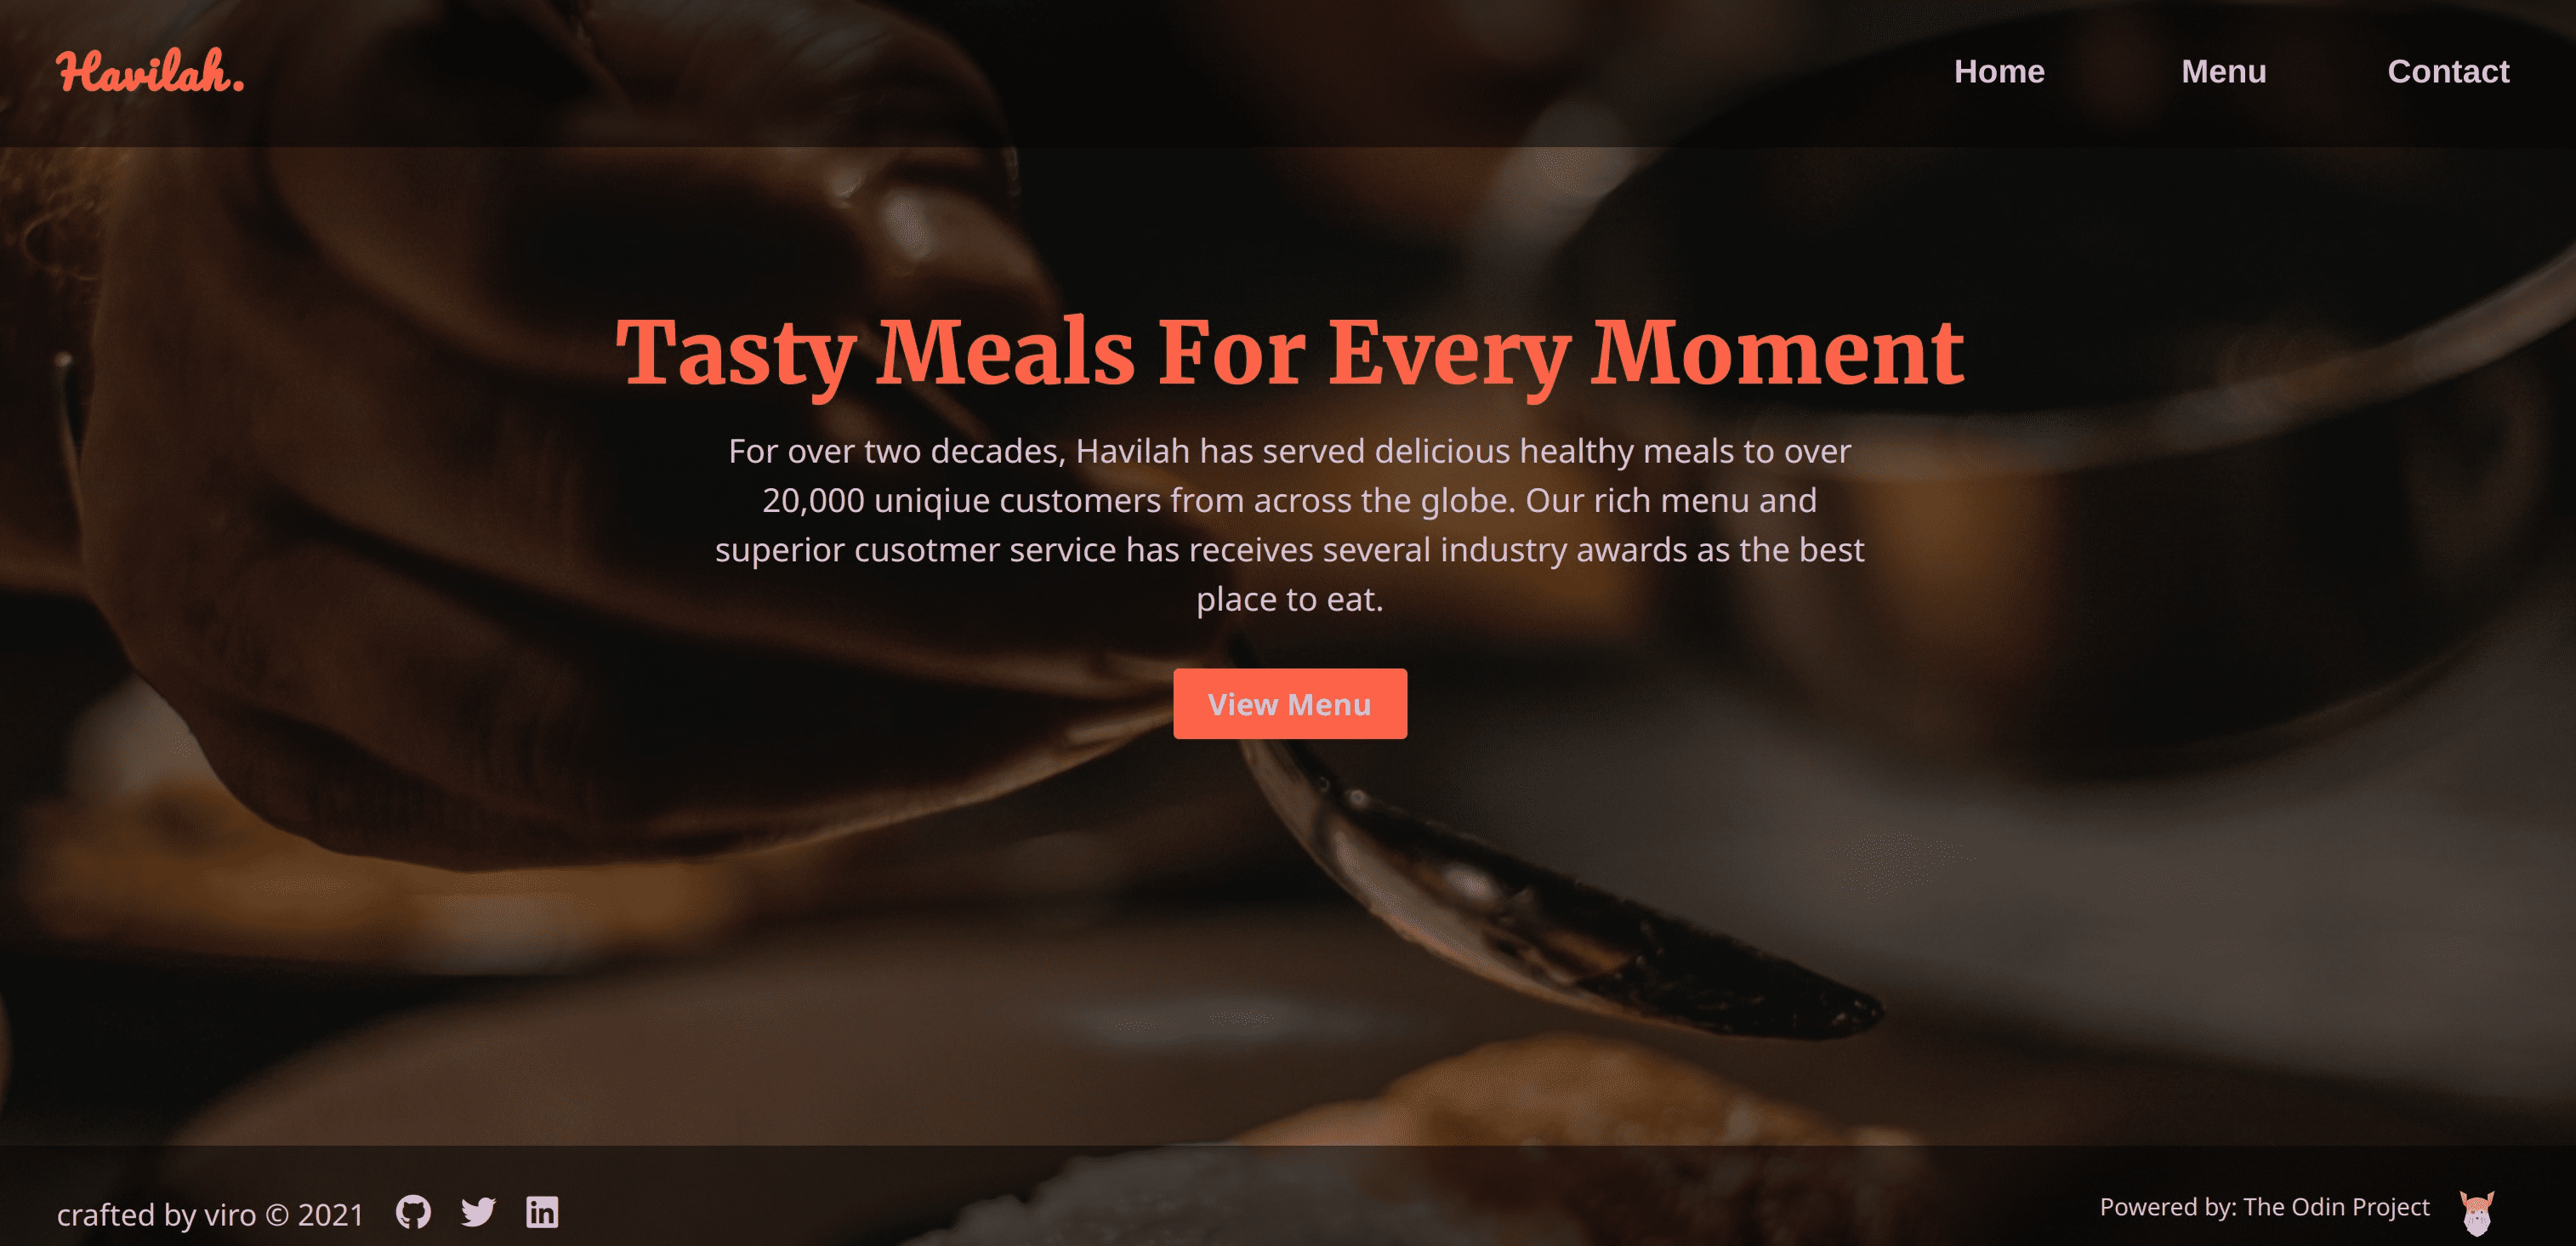 Havilah.
Home Menu Contact
Tasty Meals For Every Moment
For over two decades, Havilah has served delicious healthy meals to over
20,000 uniqiue customers from across the globe. Our rich menu and
superior cusotmer service has receives several industry awards as the best
place to eat.
View Menu
crafted by viro © 2021
Powered by: The Odin Project